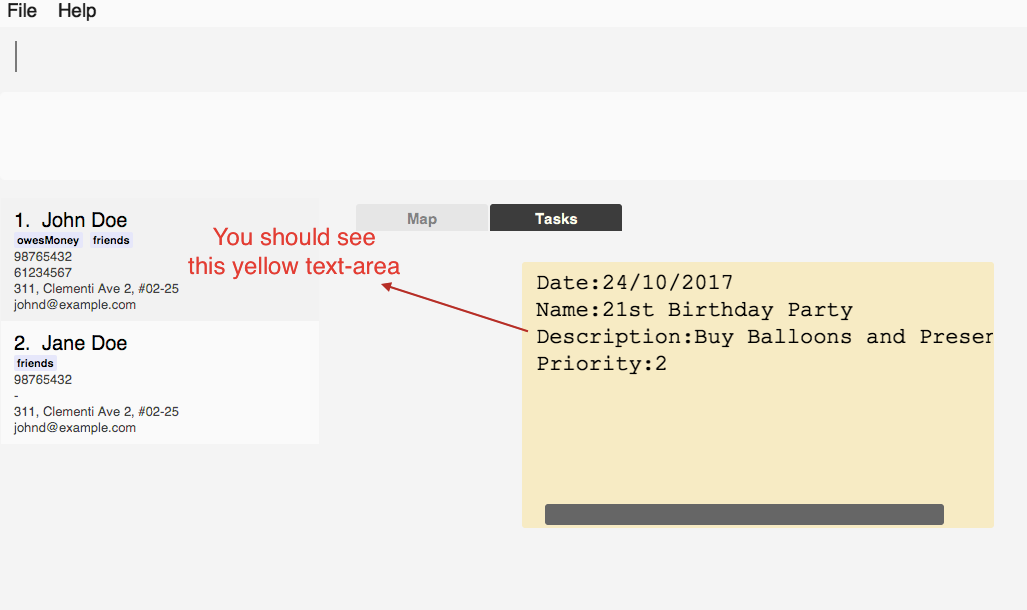 File Help
1. John Doe
owesMoney friends
98765432
61234567
311, Clementi Ave 2, #02-25
johnd@example.com
2. Jane Doe
friends
98765432
-
311, Clementi Ave 2, #02-25
johnd@example.com
You should see
this yellow text-area
Map Tasks
Date:24/10/2017
Name:21st Birthday Party
Description:Buy Balloons and
Priority:2